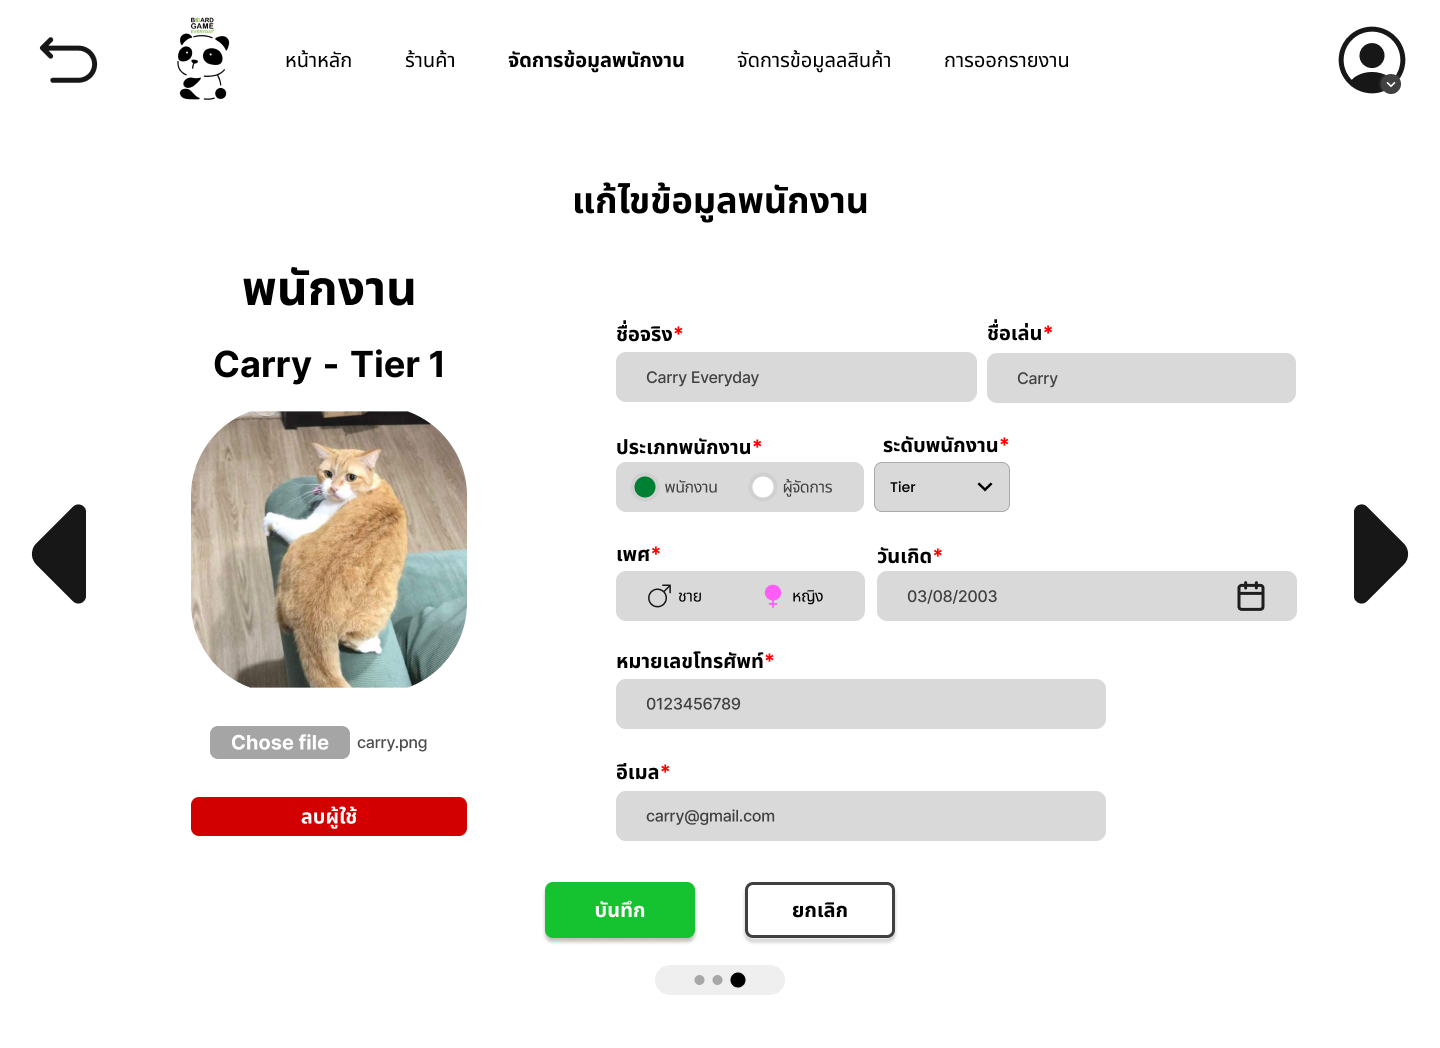 BOARD
GAME
EVERYDAY
หน้าหลัก ร้านค้า จัดการข้อมูลพนักงาน จัดการข้อมูลลสินค้า การออกรายงาน
แก้ไขข้อมูลพนักงาน
พนักงาน
Carry - Tier 1
ชื่อจริง* ชื่อเล่น*
Carry Everyday Carry
ประเภทพนักงาน* ระดับพนักงาน*
พนักงาน ผู้จัดการ Tier
เพศ* วันเกิด*
ชาย หญิง 03/08/2003
หมายเลขโทรศัพท์*
0123456789
Chose file carry.png
อีเมล*
carry@gmail.com
ลบผู้ใช้
บันทึก ยกเลิก